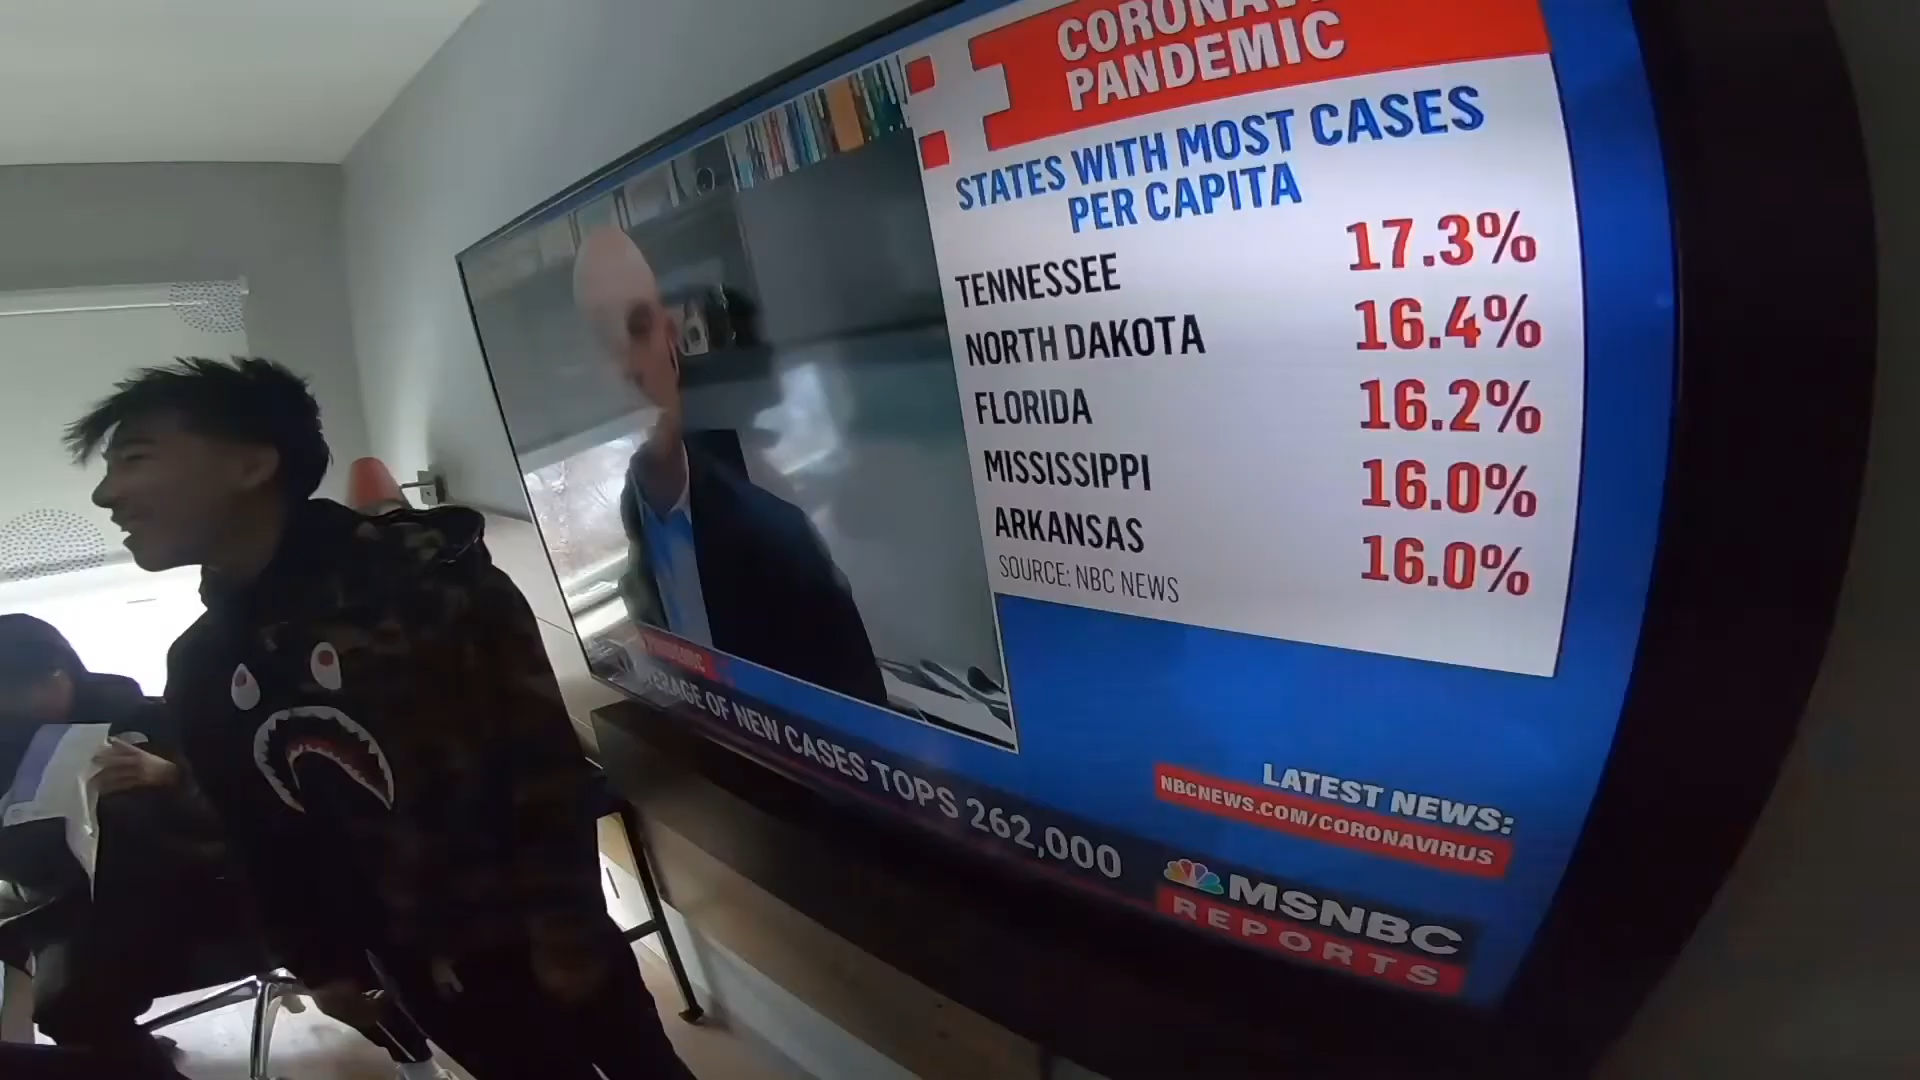 PANDEMIC
STATES WITH MOST CASES
PER CAPITA
TENNESSEE 17.3%
NORTH DAKOTA 16.4%
FLORIDA 16.2%
MISSISSIPPI 16.0%
ARKANSAS 16.0%
SOURCE: NBC NEWS
OF NEW CASES TOPS 262,000
LATEST NEWS:
NBCNEWS.COM/CORONAVIRUS
MSNBC
REPORTS